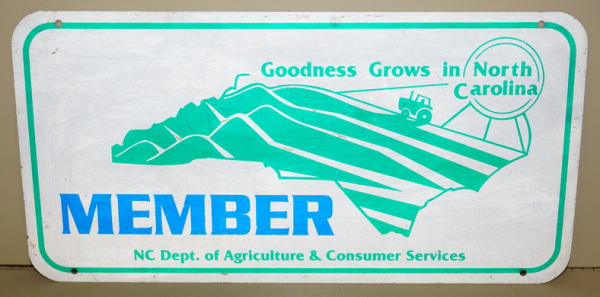 Goodness Grows in North
Carolina
MEMBER
NC Dept. of Agriculture & Consumer Services